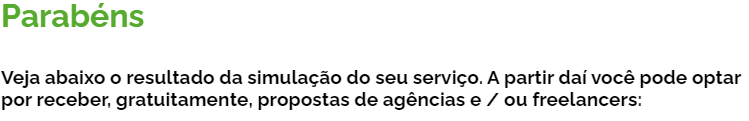 Parabéns
Veja abaixo o resultado da simulação do seu serviço. A partir daí você pode optar
por receber, gratuitamente, propostas de agências e / ou freelancers: